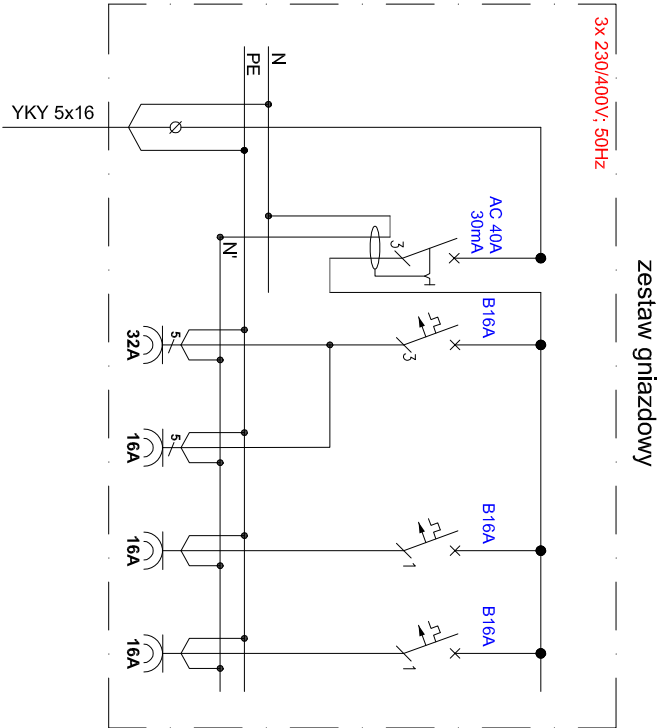 zestaw gniazdowy
3x 230/400V; 50Hz
N
PE
YKY 5x16
AC 40A
30mA
3
N'
B16A
3
5
32A
5
16A
B16A
1
16A
B16A
1
16A